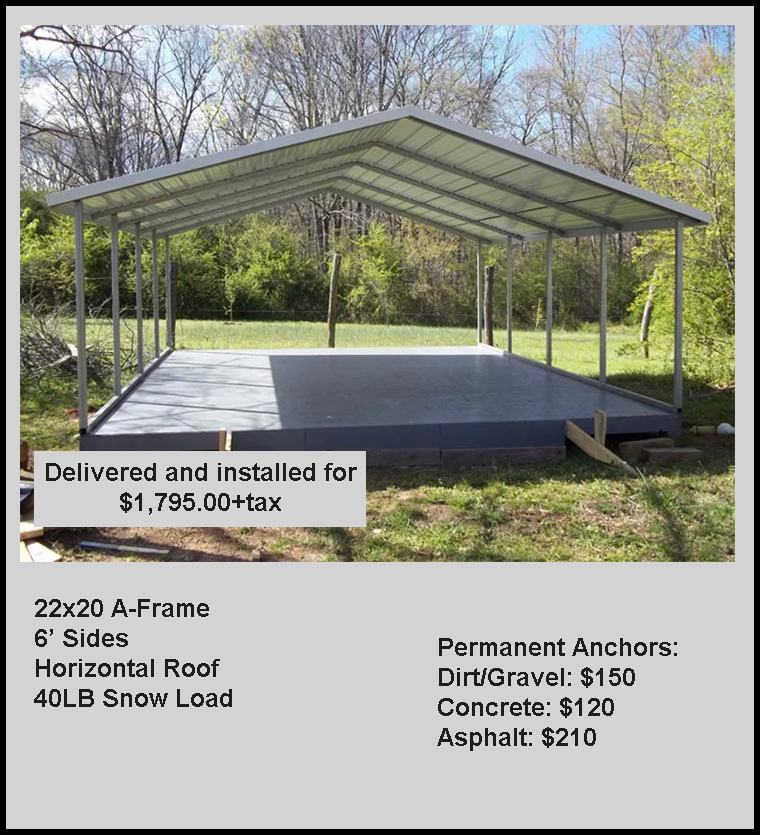 Delivered and installed for
$1,795.00+tax
22x20 A-Frame
6’ Sides
Horizontal Roof
40LB Snow Load
Permanent Anchors:
Dirt/Gravel: $150
Concrete: $120
Asphalt: $210